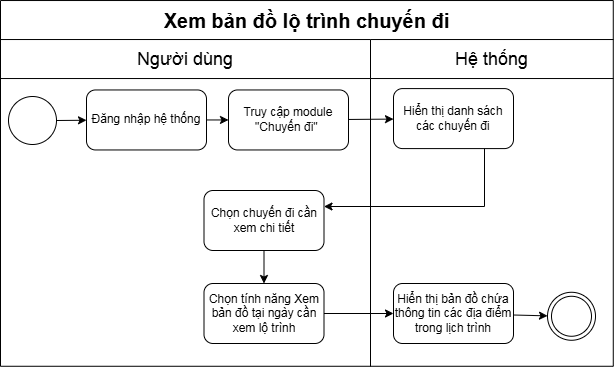 Xem bản đồ lộ trình chuyến đi
Người dùng
Hệ thống
Đăng nhập hệ thống
Truy cập module
"Chuyến đi"
Hiển thị danh sách
các chuyến đi
Chọn chuyến đi cần
xem chi tiết
Chọn tính năng Xem
bản đồ tại ngày cần
xem lộ trình
Hiển thị bản đồ chứa
thông tin các địa điểm
trong lịch trình